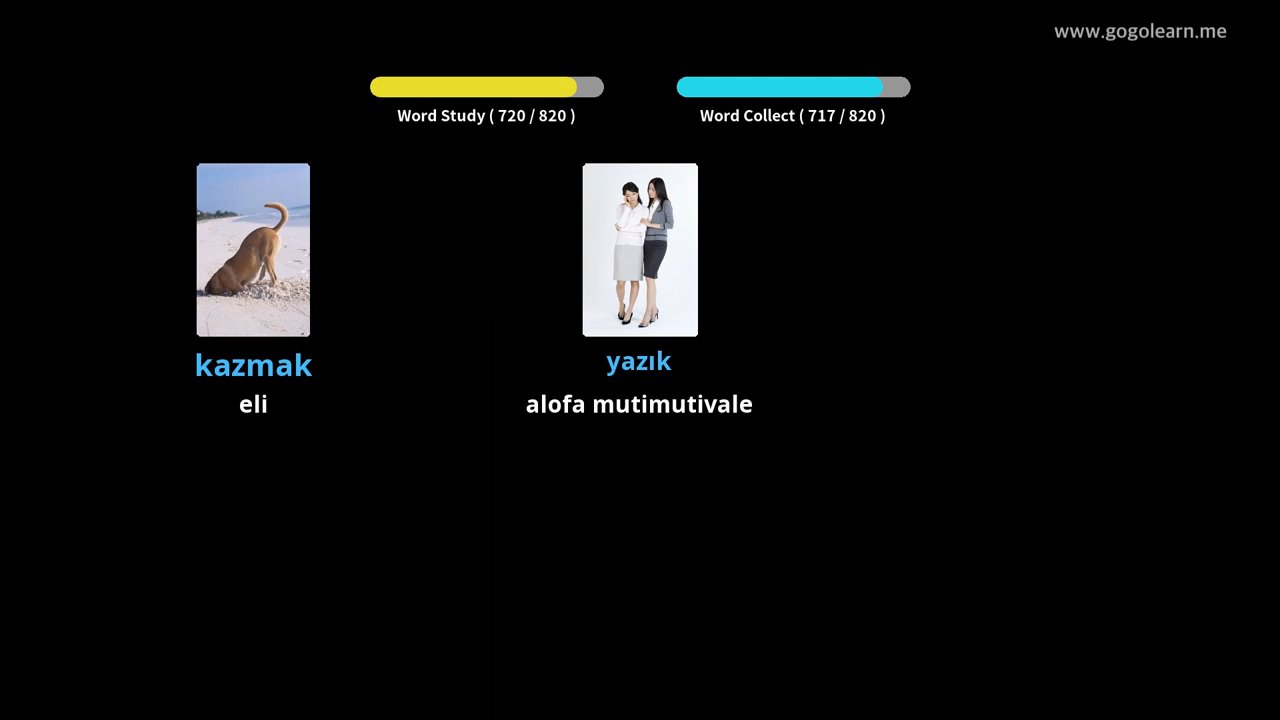 www.gogolearn.me
Word Study ( 720 / 820 )
Word Collect ( 717 / 820 )
kazmak
eli
yazık
alofa mutimutivale